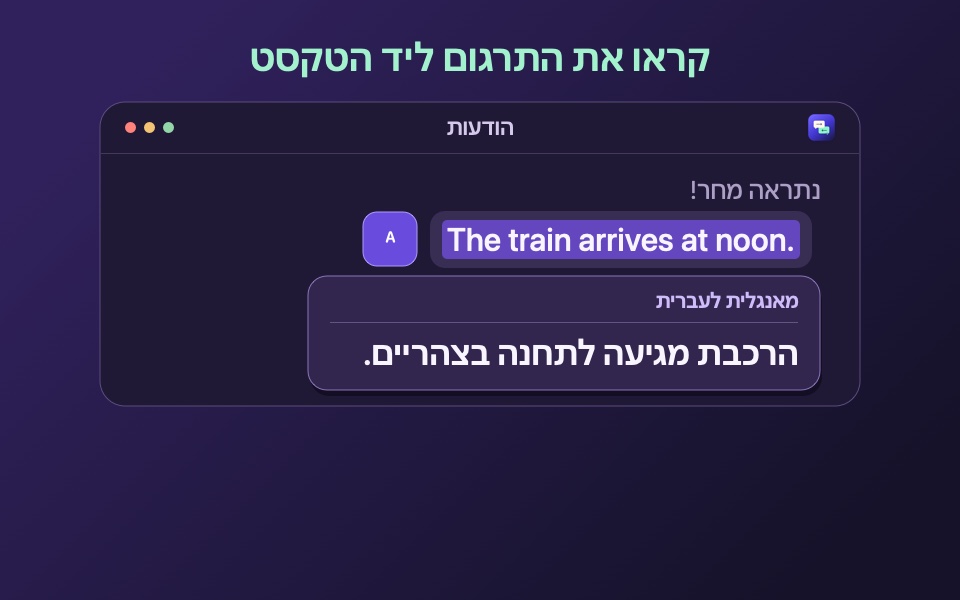 קראו את התרגום ליד הטקסט
הודעות
נתראה מחר!
The train arrives at noon.
A
מאנגלית לעברית
הרכבת מגיעה לתחנה בצהריים.